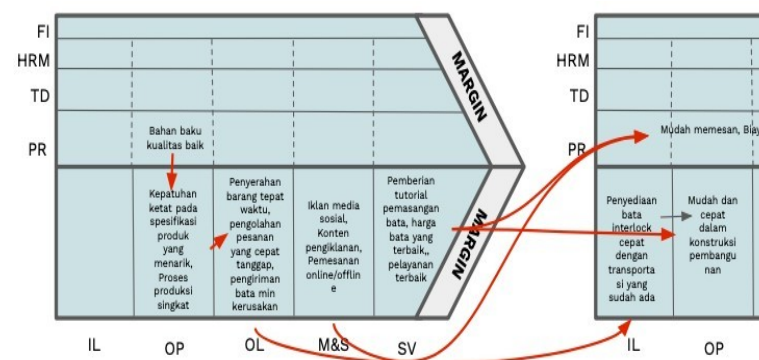 FI
HRM
TD
PR
Bahan baku
kualitas baik
Kepatuhan
ketat pada
spesifikasi
produk
yang
menarik,
Proses
produksi
singkat
Penyerahan
barang tepat
waktu,
pengolahan
pesanan
yang cepat
tanggap,
pengiriman
bata min
kerusakan
Iklan media
sosial,
Konten
pengiklanan,
Pemesanan
online/offlin
e
Pemberian
tutorial
pemasangan
bata, harga
bata yang
terbaik,,
pelayanan
terbaik
MARGIN
MARGIN
IL
OP
OL
M&S
SV
FI
HRM
TD
PR
Mudah memesan, Biay
Penyediaan
bata
interlock
cepat
dengan
transporta
si yang
sudah ada
Mudah dan
cepat
dalam
konstruksi
pembangu
nan
IL
OP